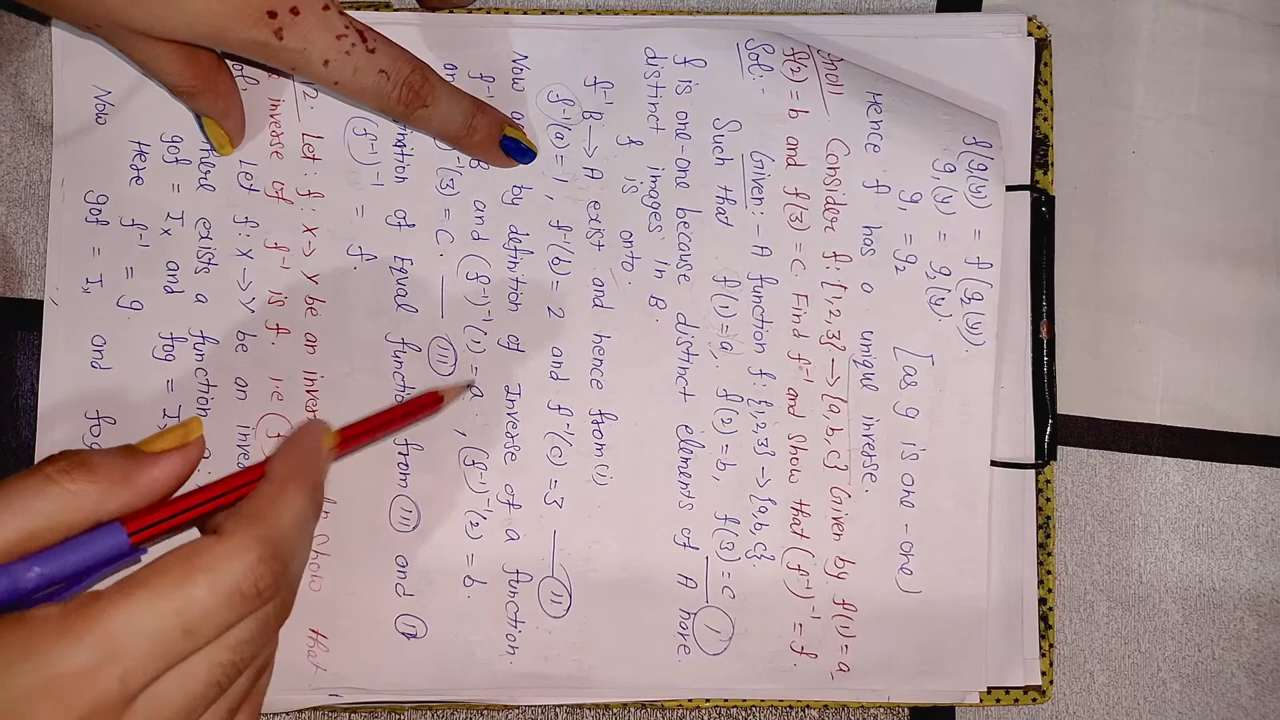 f(g₁(y)) = f(g₂(y)).
g₁(y) = g₂(y).
g₁ = g₂ [as g is one-one)
Hence f has a unique inverse.
Consider f: {1,2,3} → {a,b,c} Given by f(1) = a
f(2) = b and f(3) = c. Find f⁻¹ and show that (f⁻¹)⁻¹ = f.
Sol:- Given:- A function f: {1,2,3} → {a,b,c}.
Such that f(1)=a, f(2)=b, f(3)=c — (I)
f is one-one because distinct elements of A have
distinct images in B.
f is onto.
f⁻¹ B → A exist and hence from (i)
f⁻¹(a)=1, f⁻¹(b)=2 and f⁻¹(c)=3 — (II)
Now by definition of Inverse of a function.
f⁻¹ B and (f⁻¹)⁻¹(1) = a, (f⁻¹)⁻¹(2) = b.
⁻¹(3) = c. — (III)
of Equal from (III) and (I)
(f⁻¹)⁻¹ = f.
2: Let f: X → Y be an that
inverse of f⁻¹ is f. i.e
Let f: X → Y be an
there exists a function
gof = Iₓ and fog =
Here f⁻¹ = g.
Now gof = Iₓ and fog